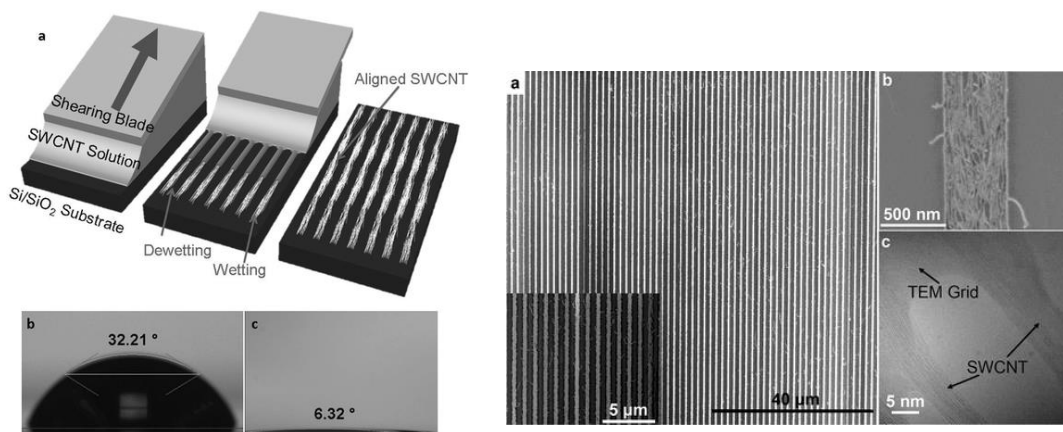 a
Shearing Blade
SWCNT Solution
Si/SiO2 Substrate
Aligned SWCNT
Dewetting
Wetting
b
32.21 °
c
6.32 °
a
5 µm
40 µm
b
500 nm
c
TEM Grid
SWCNT
5 nm